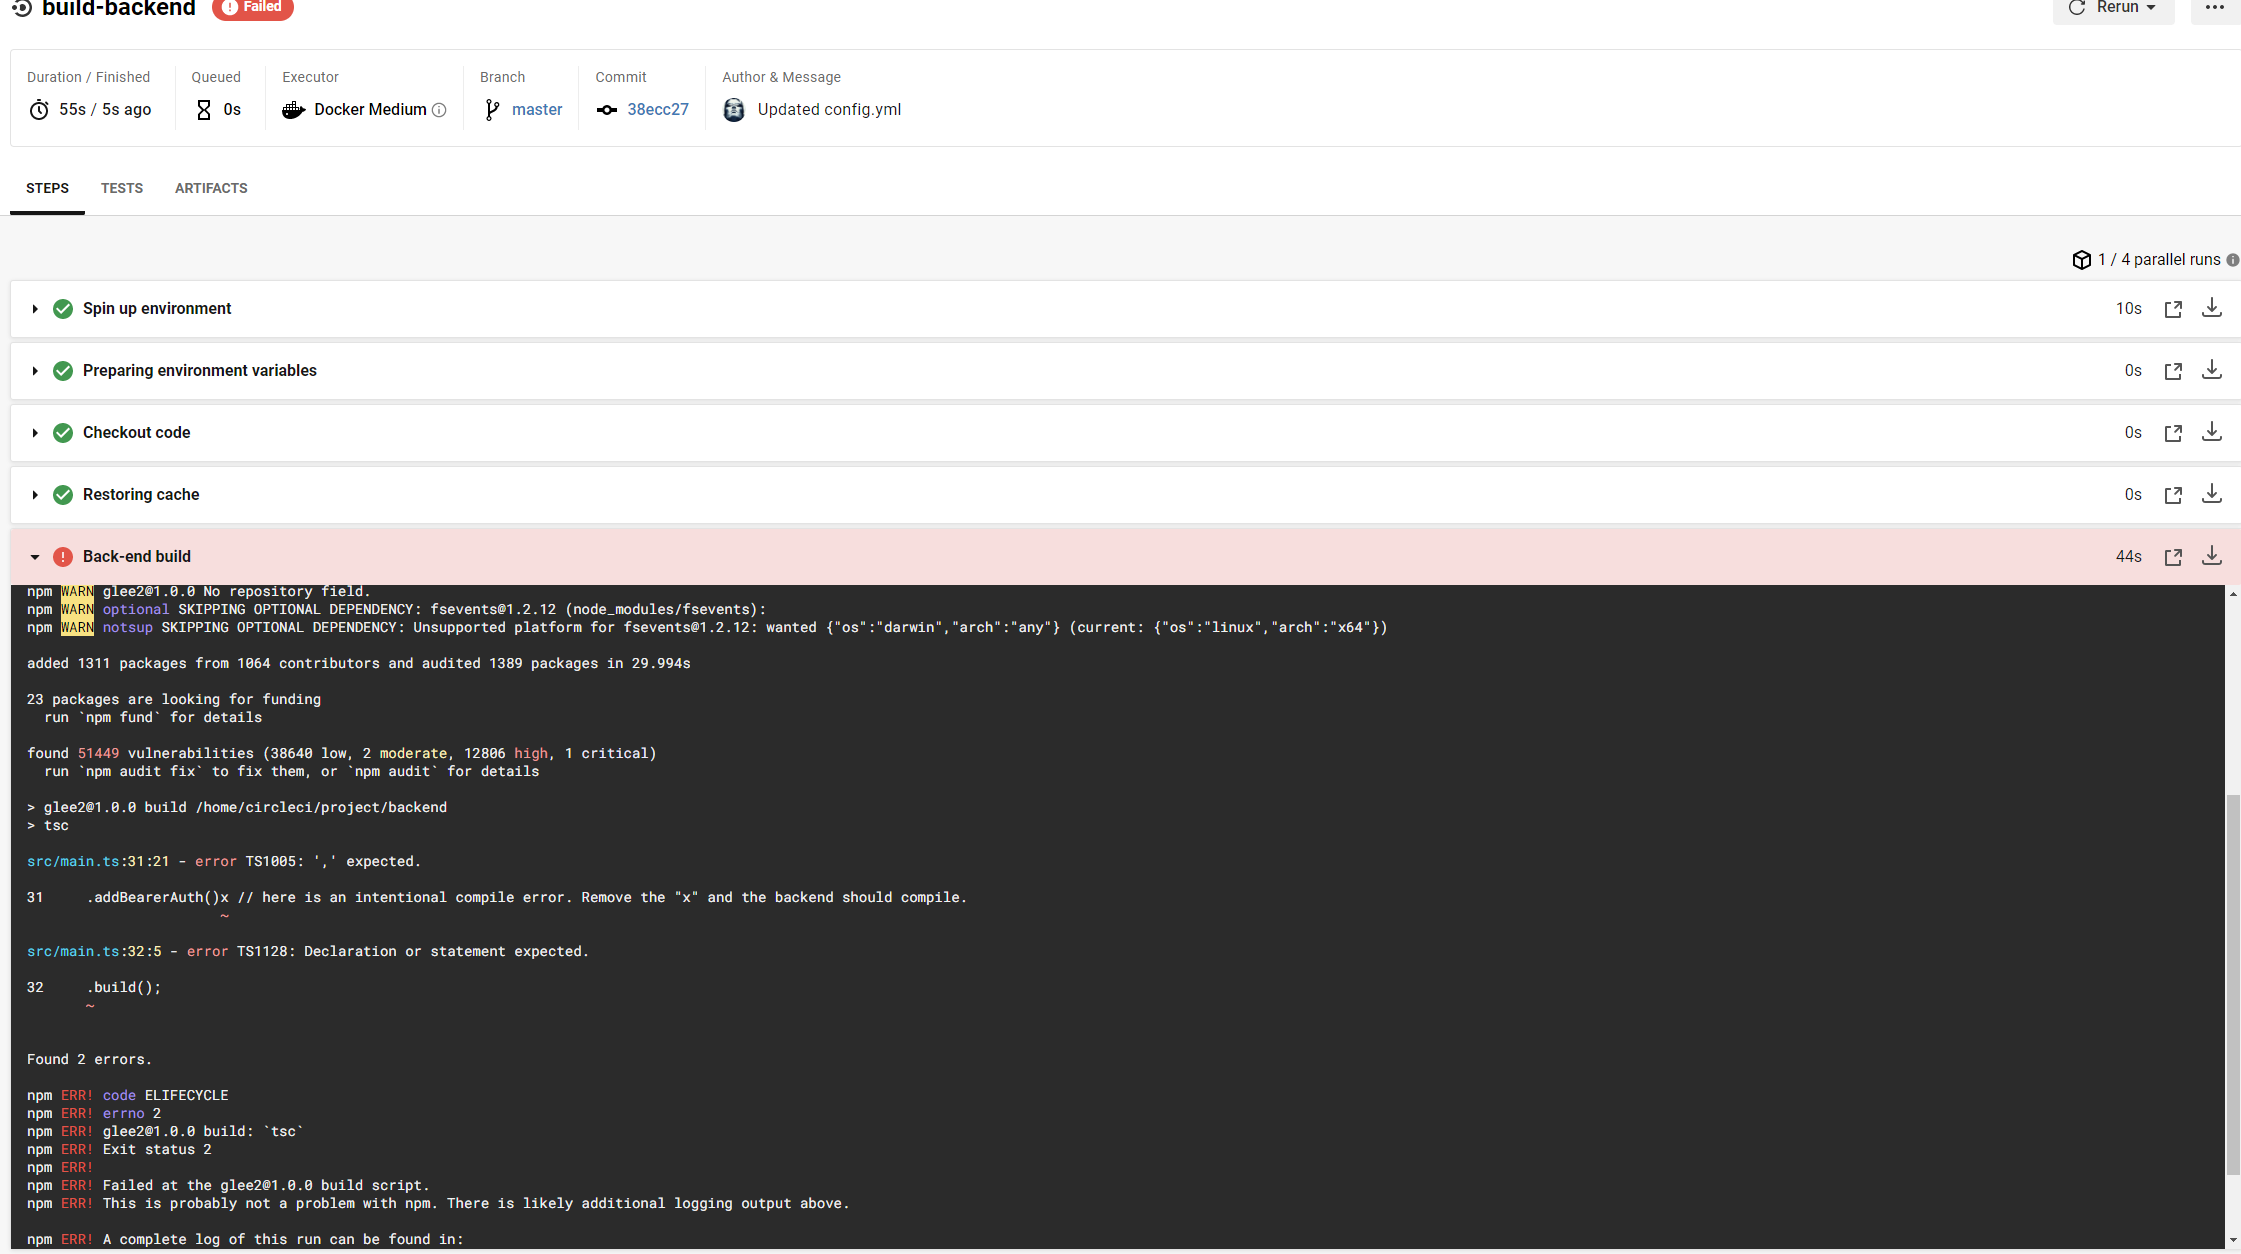 build-backend Failed Rerun
Duration / Finished Queued Executor Branch Commit Author & Message
55s / 5s ago 0s Docker Medium master 38ecc27 Updated config.yml
STEPS TESTS ARTIFACTS
1 / 4 parallel runs
Spin up environment 10s
Preparing environment variables 0s
Checkout code 0s
Restoring cache 0s
Back-end build 44s
npm WARN glee2@1.0.0 No repository field.
npm WARN optional SKIPPING OPTIONAL DEPENDENCY: fsevents@1.2.12 (node_modules/fsevents):
npm WARN notsup SKIPPING OPTIONAL DEPENDENCY: Unsupported platform for fsevents@1.2.12: wanted {"os":"darwin","arch":"any"} (current: {"os":"linux","arch":"x64"})
added 1311 packages from 1064 contributors and audited 1389 packages in 29.994s
23 packages are looking for funding
run `npm fund` for details
found 51449 vulnerabilities (38640 low, 2 moderate, 12806 high, 1 critical)
run `npm audit fix` to fix them, or `npm audit` for details
> glee2@1.0.0 build /home/circleci/project/backend
> tsc
src/main.ts:31:21 - error TS1005: ',' expected.
31     .addBearerAuth()x // here is an intentional compile error. Remove the "x" and the backend should compile.
~
src/main.ts:32:5 - error TS1128: Declaration or statement expected.
32     .build();
~
Found 2 errors.
npm ERR! code ELIFECYCLE
npm ERR! errno 2
npm ERR! glee2@1.0.0 build: `tsc`
npm ERR! Exit status 2
npm ERR!
npm ERR! Failed at the glee2@1.0.0 build script.
npm ERR! This is probably not a problem with npm. There is likely additional logging output above.
npm ERR! A complete log of this run can be found in: